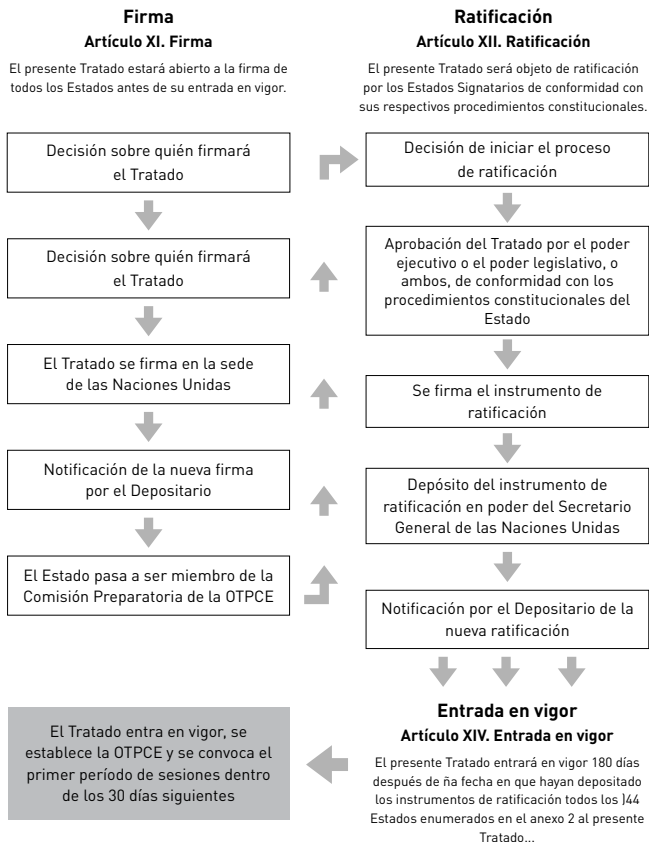 Firma
Artículo XI. Firma
El presente Tratado estará abierto a la firma de
todos los Estados antes de su entrada en vigor.
Decisión sobre quién firmará
el Tratado
Decisión sobre quién firmará
el Tratado
El Tratado se firma en la sede
de las Naciones Unidas
Notificación de la nueva firma
por el Depositario
El Estado pasa a ser miembro de la
Comisión Preparatoria de la OTPCE
Ratificación
Artículo XII. Ratificación
El presente Tratado será objeto de ratificación
por los Estados Signatarios de conformidad con
sus respectivos procedimientos constitucionales.
Decisión de iniciar el proceso
de ratificación
Aprobación del Tratado por el poder
ejecutivo o el poder legislativo, o
ambos, de conformidad con los
procedimientos constitucionales del
Estado
Se firma el instrumento de
ratificación
Depósito del instrumento de
ratificación en poder del Secretario
General de las Naciones Unidas
Notificación por el Depositario de la
nueva ratificación
Entrada en vigor
Artículo XIV. Entrada en vigor
El presente Tratado entrará en vigor 180 días
después de ña fecha en que hayan depositado
los instrumentos de ratificación todos los )44
Estados enumerados en el anexo 2 al presente
Tratado...
El Tratado entra en vigor, se
establece la OTPCE y se convoca el
primer período de sesiones dentro
de los 30 días siguientes